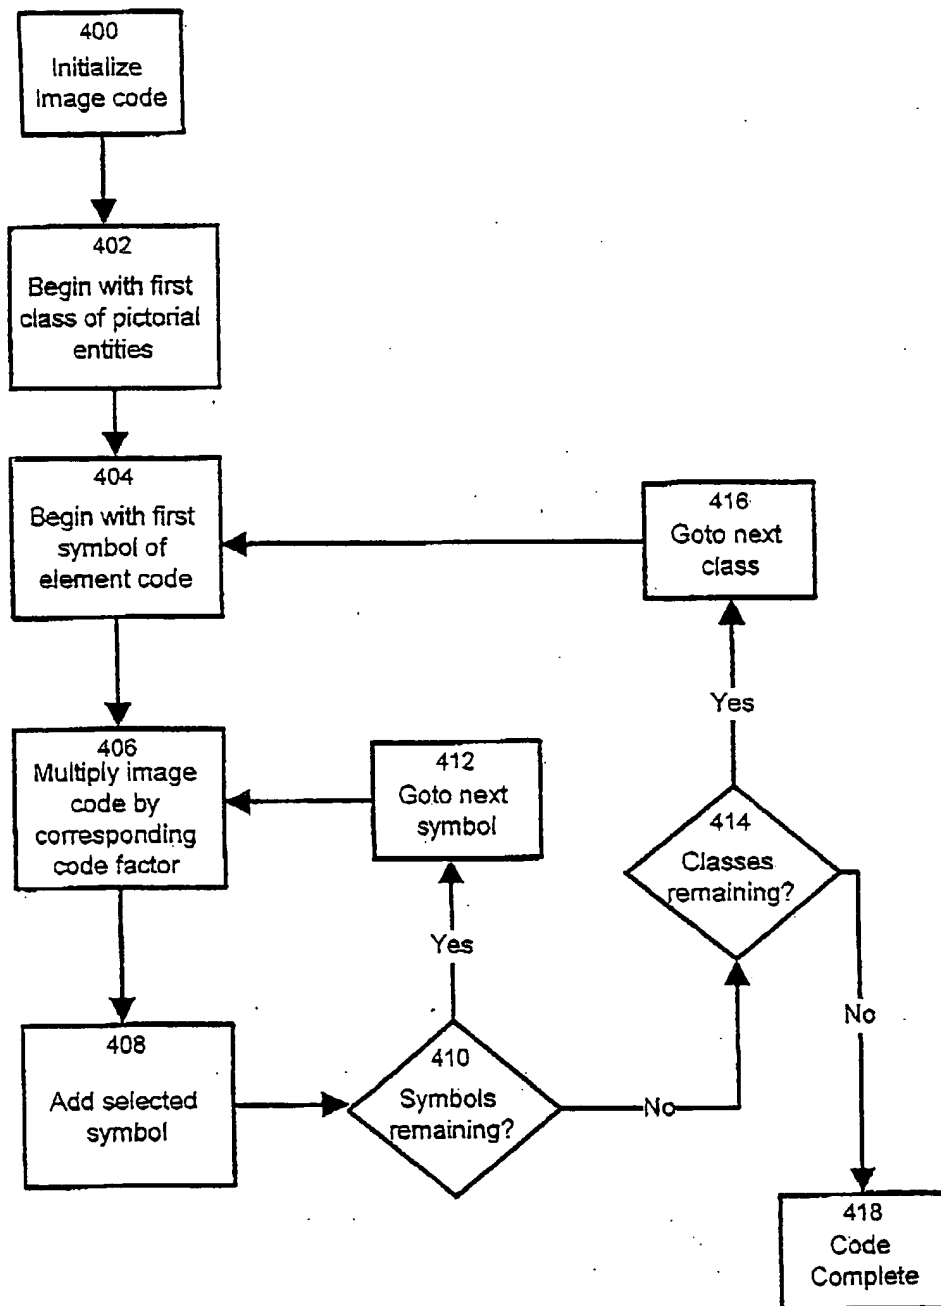 400
Initialize
image code
402
Begin with first
class of pictorial
entities
404
Begin with first
symbol of
element code
416
Goto next
class
Yes
406
Multiply image
code by
corresponding
code factor
412
Goto next
symbol
414
Classes
remaining?
Yes
No
408
Add selected
symbol
410
Symbols
remaining?
No
418
Code
Complete